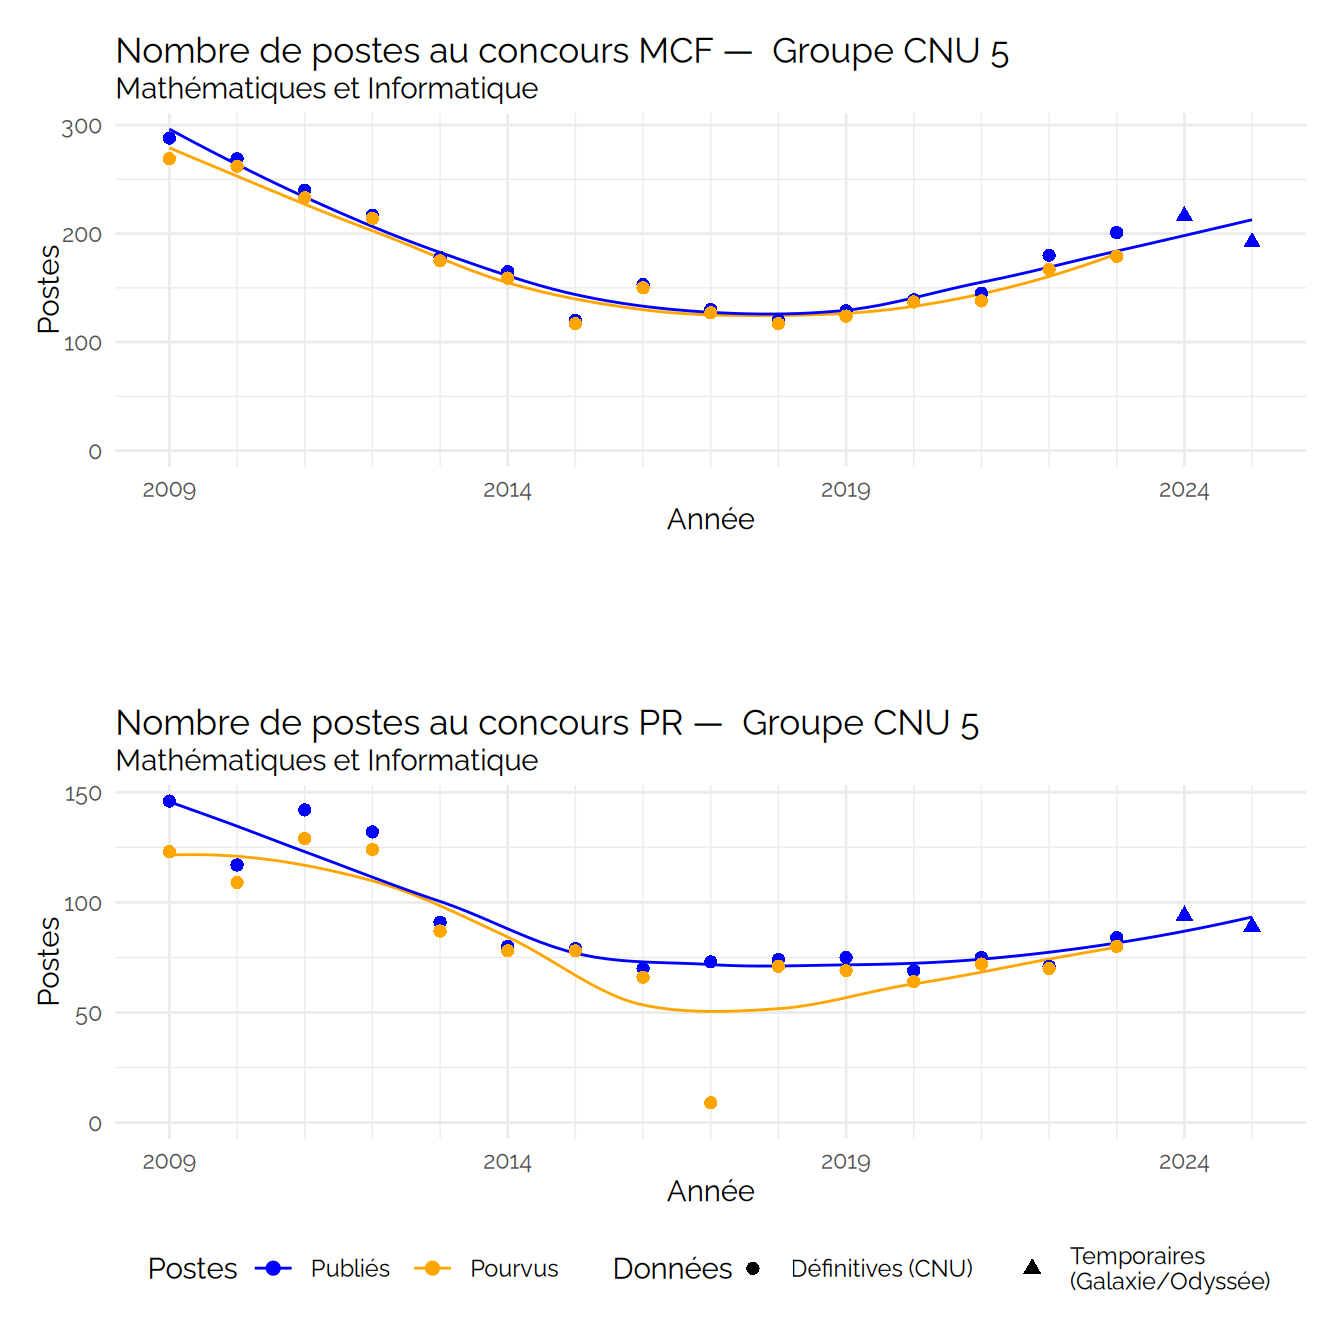 Nombre de postes au concours MCF — Groupe CNU 5
Mathématiques et Informatique
300
200
100
0
Postes
2009 2014 2019 2024
Année
Nombre de postes au concours PR — Groupe CNU 5
Mathématiques et Informatique
150
100
50
0
Postes
2009 2014 2019 2024
Année
Postes Publiés Pourvus Données Définitives (CNU) Temporaires
(Galaxie/Odyssée)